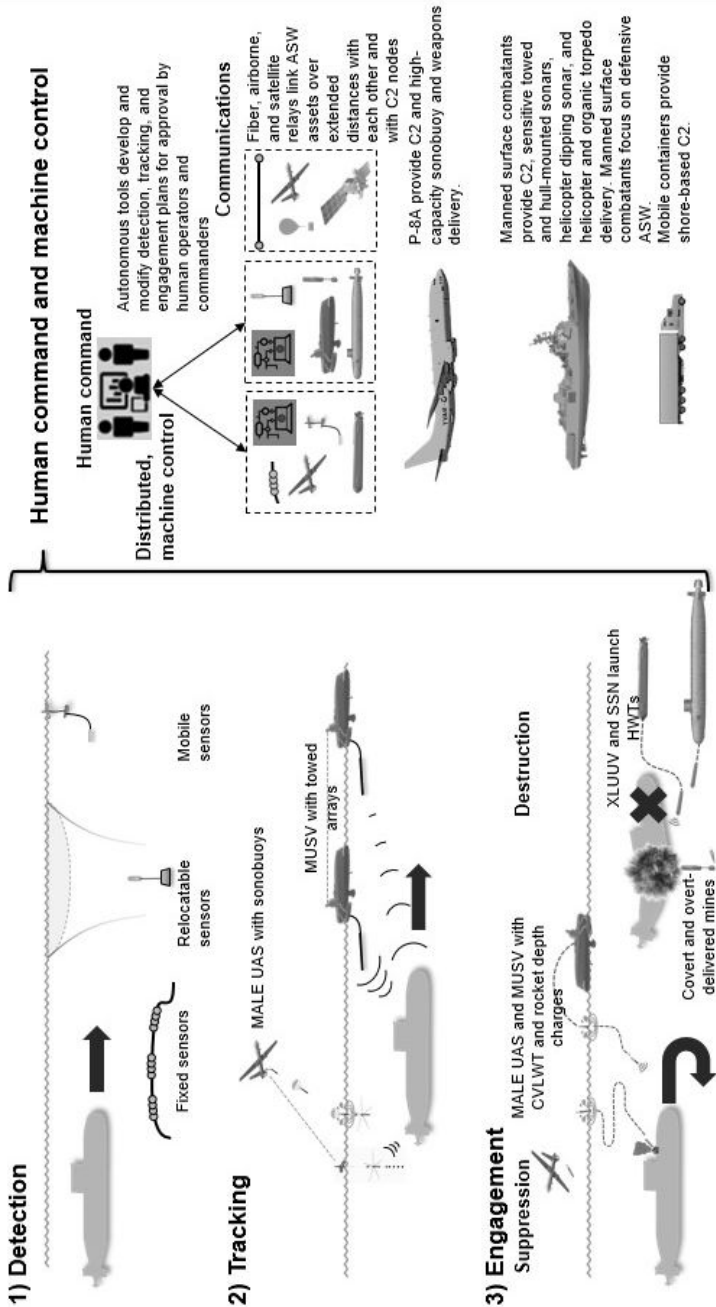 1) Detection
Fixed sensors
Relocatable
sensors
Mobile
sensors
2) Tracking
MALE UAS with sonobuoys
MUSV with towed
arrays
3) Engagement
Suppression
MALE UAS and MUSV with
CVLWT and rocket depth
charges
Destruction
XLUUV and SSN launch
HWTs
Covert and overt-
delivered mines
Human command and machine control
Human command
Distributed,
machine control
Autonomous tools develop and
modify detection, tracking, and
engagement plans for approval by
human operators and
commanders
Communications
Fiber, airborne,
and satellite
relays link ASW
assets over
extended
distances with
each other and
with C2 nodes
P-8A provide C2 and high-
capacity sonobuoy and weapons
delivery.
Manned surface combatants
provide C2, sensitive towed
and hull-mounted sonars,
helicopter dipping sonar, and
helicopter and organic torpedo
delivery. Manned surface
combatants focus on defensive
ASW.
Mobile containers provide
shore-based C2.